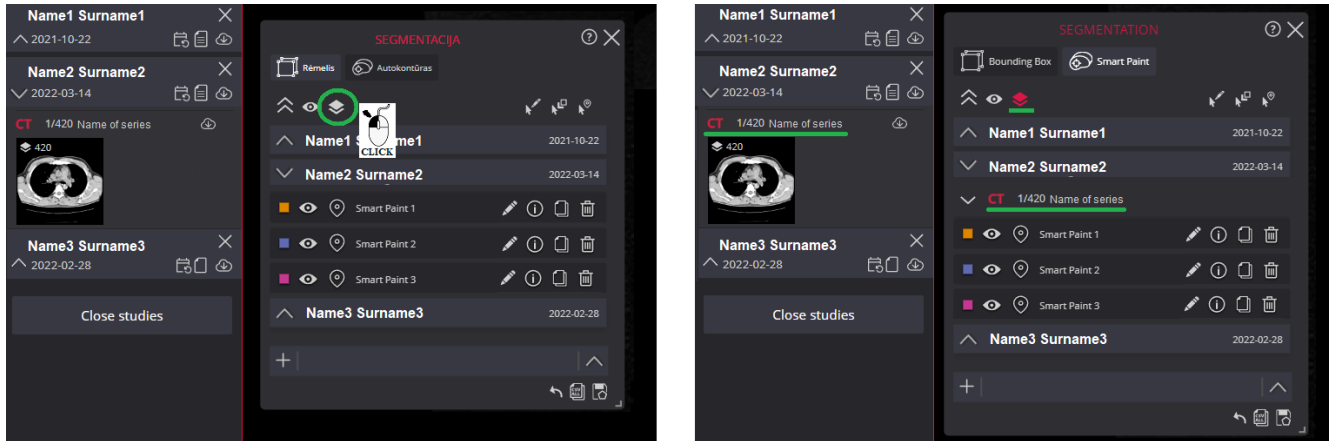 Name1 Surname1
2021-10-22
Name2 Surname2
2022-03-14
CT 1/420 Name of series
420
Name3 Surname3
2022-02-28
Close studies
SEGMENTACIJA
Rėmelis Autokontūras
CLICK
Name1 Surname1 2021-10-22
Name2 Surname2 2022-03-14
Smart Paint 1
Smart Paint 2
Smart Paint 3
Name3 Surname3 2022-02-28
Name1 Surname1
2021-10-22
Name2 Surname2
2022-03-14
CT 1/420 Name of series
420
Name3 Surname3
2022-02-28
Close studies
SEGMENTATION
Bounding Box Smart Paint
Name1 Surname1 2021-10-22
Name2 Surname2 2022-03-14
CT 1/420 Name of series
Smart Paint 1
Smart Paint 2
Smart Paint 3
Name3 Surname3 2022-02-28